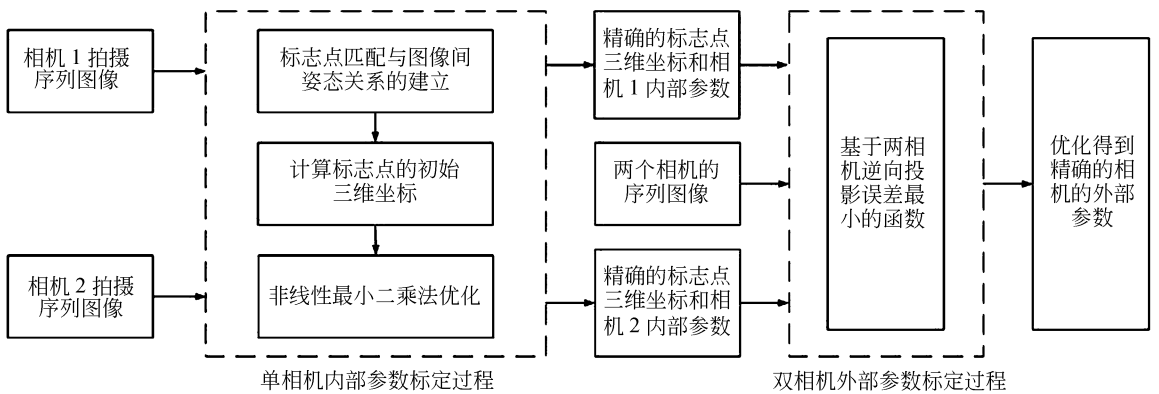 相机 1 拍摄
序列图像
相机 2 拍摄
序列图像
标志点匹配与图像间
姿态关系的建立
计算标志点的初始
三维坐标
非线性最小二乘法优化
单相机内部参数标定过程
精确的标志点
三维坐标和相
机 1 内部参数
两个相机的
序列图像
精确的标志点
三维坐标和相
机 2 内部参数
基于两相
机逆向投
影误差最
小的函数
双相机外部参数标定过程
优化得到
精确的相
机的外部
参数